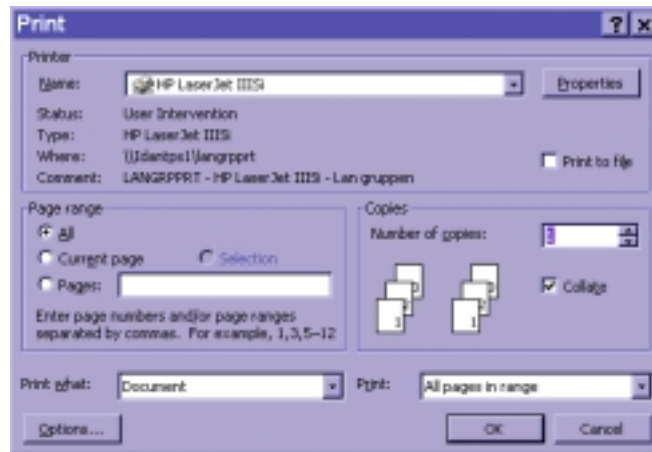 Print
Printer
Name: HP LaserJet IIISi Properties
Status: User Intervention
Type: HP LaserJet IIISi
Where: \\Idantps1\langrpprt
Print to file
Comment: LANGRPPRT - HP LaserJet IIISi - Lan gruppen
Page range
All
Current page Selection
Pages:
Enter page numbers and/or page ranges
separated by commas. For example, 1,3,5-12
Copies
Number of copies:
Collate
1 1
Print what: Document
Print: All pages in range
Options... OK Cancel